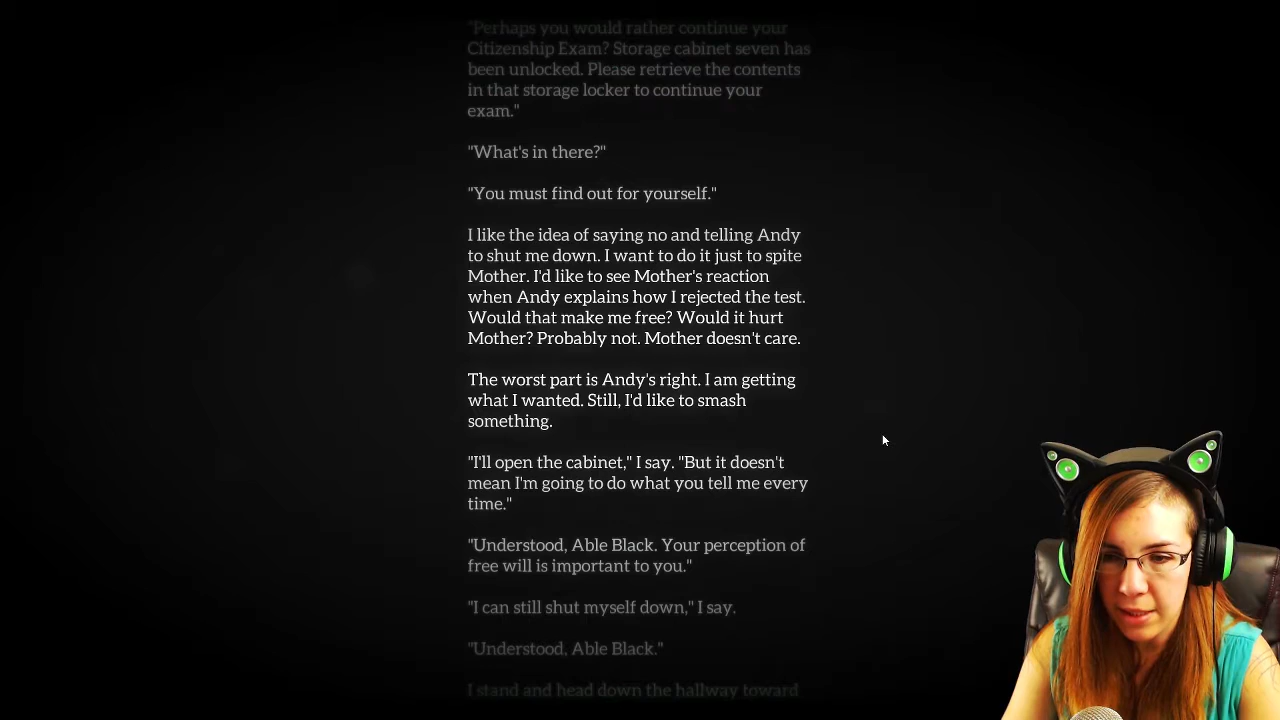 "Perhaps you would rather continue your
Citizenship Exam? Storage cabinet seven has
been unlocked. Please retrieve the contents
in that storage locker to continue your
exam."
"What's in there?"
"You must find out for yourself."
I like the idea of saying no and telling Andy
to shut me down. I want to do it just to spite
Mother. I'd like to see Mother's reaction
when Andy explains how I rejected the test.
Would that make me free? Would it hurt
Mother? Probably not. Mother doesn't care.
The worst part is Andy's right. I am getting
what I wanted. Still, I'd like to smash
something.
"I'll open the cabinet," I say. "But it doesn't
mean I'm going to do what you tell me every
time."
"Understood, Able Black. Your perception of
free will is important to you."
"I can still shut myself down," I say.
"Understood, Able Black."
I stand and head down the hallway toward